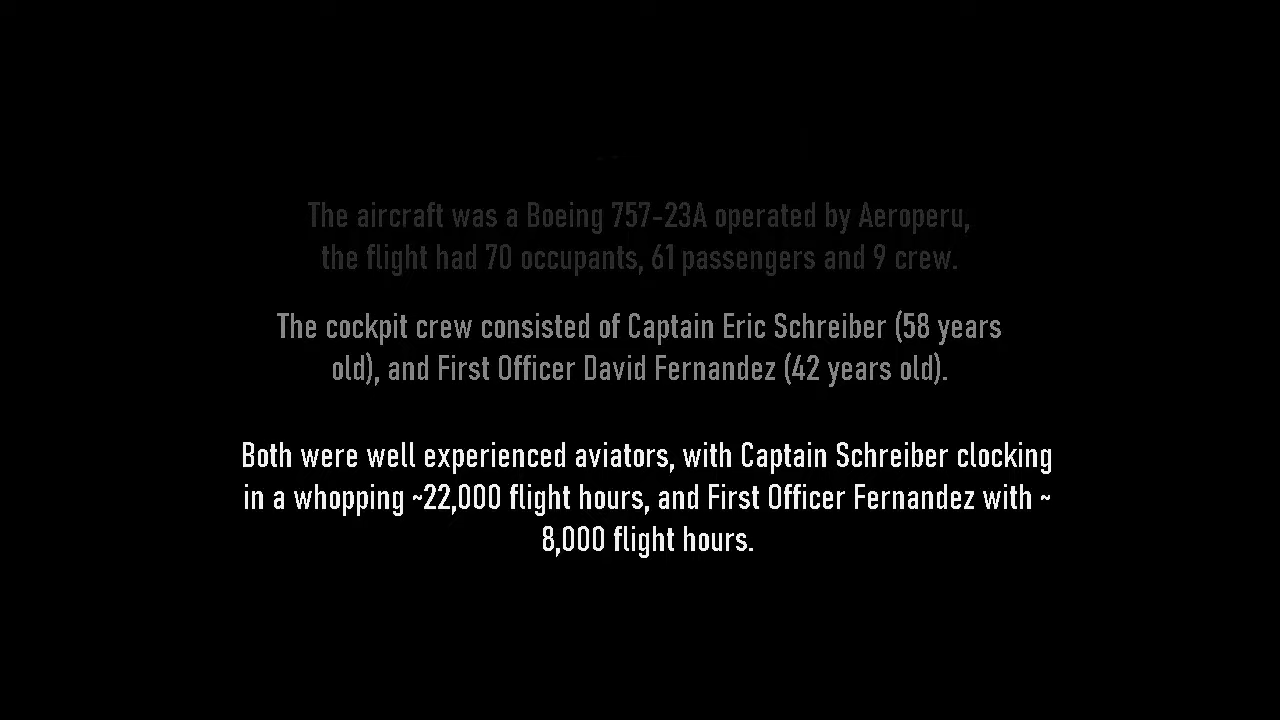 The aircraft was a Boeing 757-23A operated by Aeroperu,
the flight had 70 occupants, 61 passengers and 9 crew.
The cockpit crew consisted of Captain Eric Schreiber (58 years
old), and First Officer David Fernandez (42 years old).
Both were well experienced aviators, with Captain Schreiber clocking
in a whopping ~22,000 flight hours, and First Officer Fernandez with ~
8,000 flight hours.